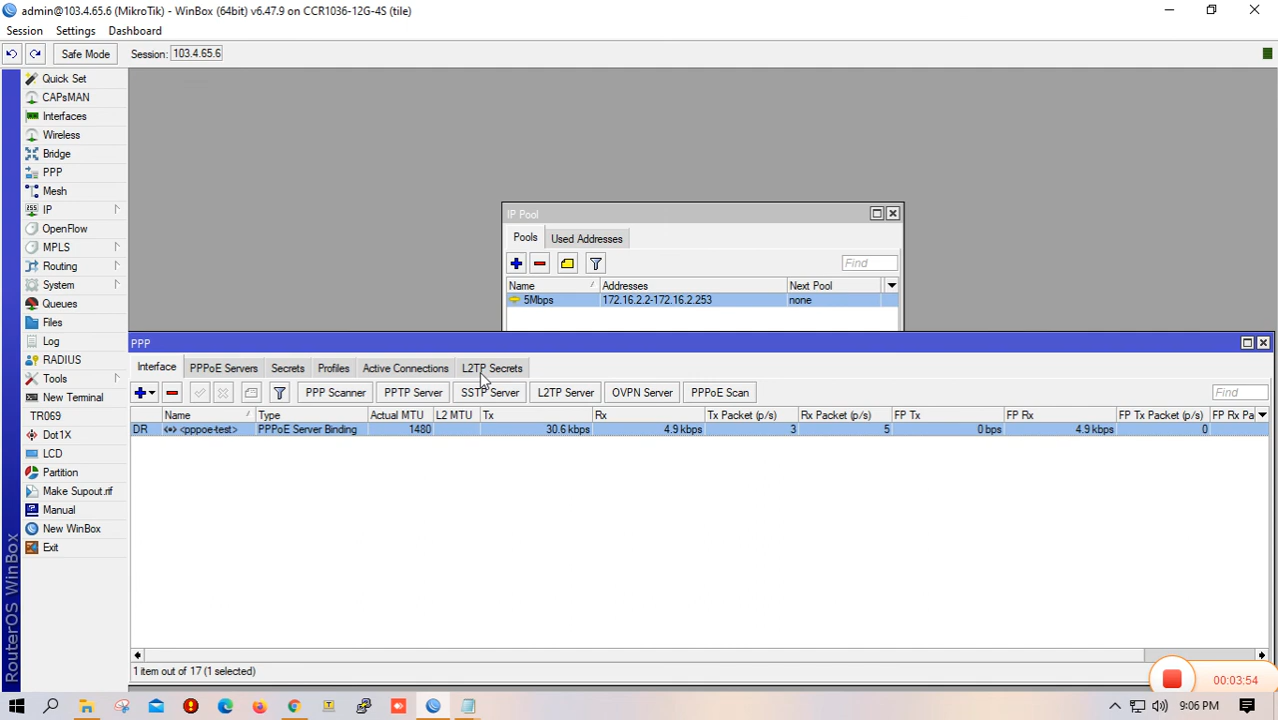 admin@103.4.65.6 (MikroTik) - WinBox (64bit) v6.47.9 on CCR1036-12G-4S (tile)
Session Settings Dashboard
Safe Mode Session: 103.4.65.6
Quick Set
CAPsMAN
Interfaces
Wireless
Bridge
PPP
Mesh
255 IP
OpenFlow
MPLS
Routing
System
Queues
Files
Log
RADIUS
Tools
New Terminal
TR069
Dot1X
LCD
Partition
Make Supout.rif
Manual
New WinBox
Exit
RouterOS WinBox
IP Pool
Pools Used Addresses
Find
Name Addresses Next Pool
5Mbps 172.16.2.2-172.16.2.253 none
PPP
Interface PPPoE Servers Secrets Profiles Active Connections L2TP Secrets
PPP Scanner PPTP Server SSTP Server L2TP Server OVPN Server PPPoE Scan Find
Name Type Actual MTU L2 MTU Tx Rx Tx Packet (p/s) Rx Packet (p/s) FP Tx FP Rx FP Tx Packet (p/s) FP Rx Pa
DR <pppoe-test> PPPoE Server Binding 1480 30.6 kbps 4.9 kbps 3 5 0 bps 4.9 kbps 0
1 item out of 17 (1 selected)
00:03:54
9:06 PM